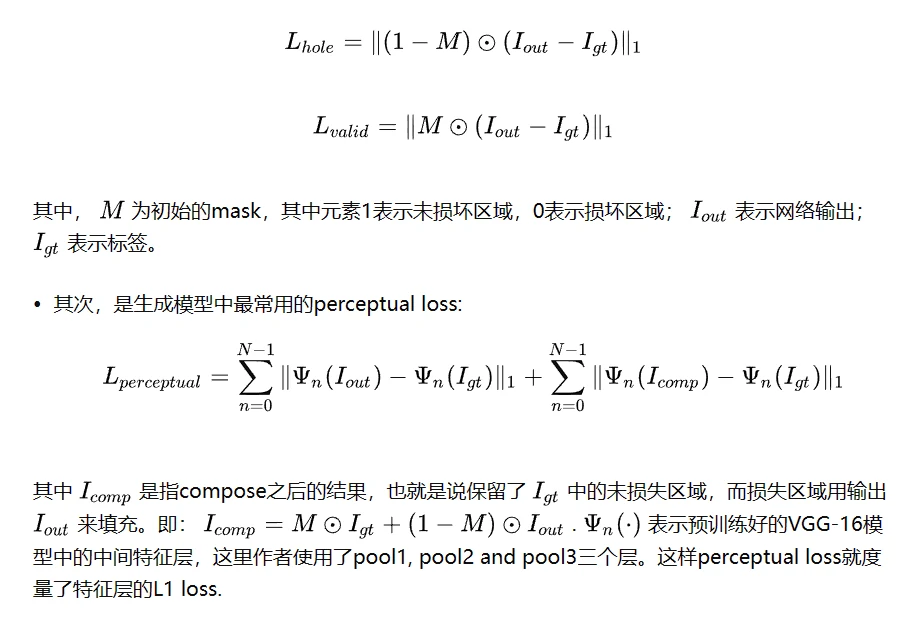 L_{hole} = ‖(1 − M) ⊙ (I_{out} − I_{gt})‖_1
L_{valid} = ‖M ⊙ (I_{out} − I_{gt})‖_1
其中， M 为初始的mask，其中元素1表示未损坏区域，0表示损坏区域； I_{out} 表示网络输出；
I_{gt} 表示标签。
• 其次，是生成模型中最常用的perceptual loss:
L_{perceptual} = \sum_{n=0}^{N−1} ‖Ψ_n(I_{out}) − Ψ_n(I_{gt})‖_1 + \sum_{n=0}^{N−1} ‖Ψ_n(I_{comp}) − Ψ_n(I_{gt})‖_1
其中 I_{comp} 是指compose之后的结果，也就是说保留了 I_{gt} 中的未损失区域，而损失区域用输出
I_{out} 来填充。即： I_{comp} = M ⊙ I_{gt} + (1 − M) ⊙ I_{out} . Ψ_n(·) 表示预训练好的VGG-16模
型中的中间特征层，这里作者使用了pool1, pool2 and pool3三个层。这样perceptual loss就度
量了特征层的L1 loss.